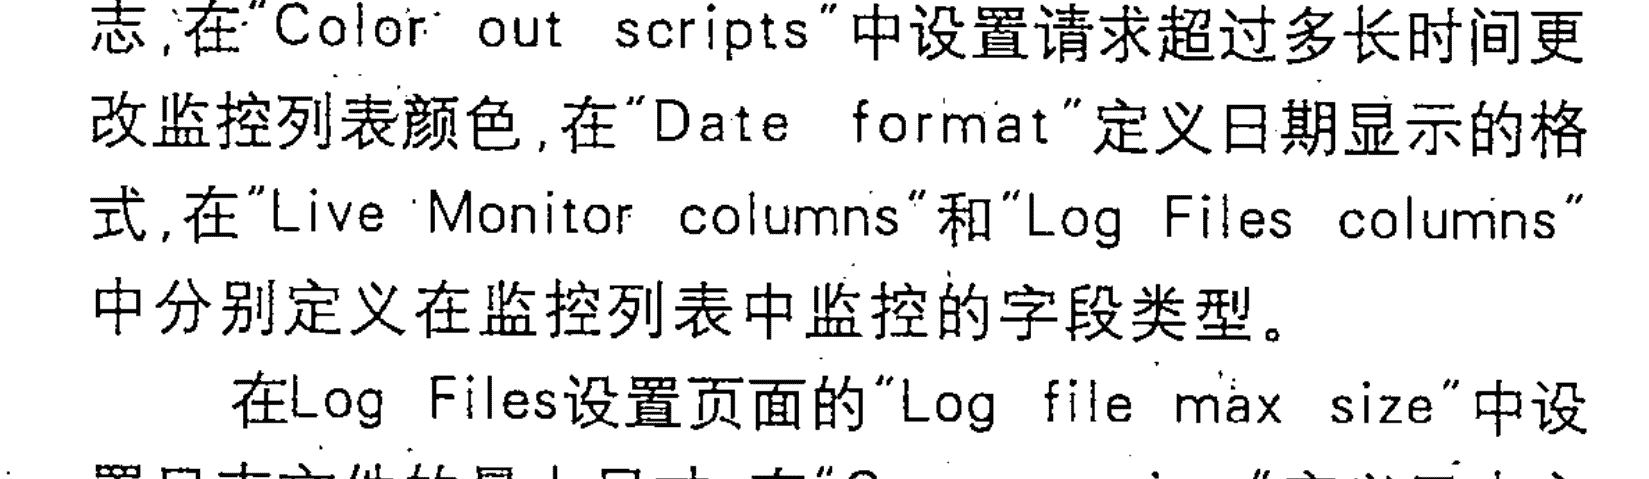 志,在"Color out scripts"中设置请求超过多长时间更
改监控列表颜色,在"Date format"定义日期显示的格
式,在"Live Monitor columns"和"Log Files columns"
中分别定义在监控列表中监控的字段类型。
在Log Files设置页面的"Log file max size"中设